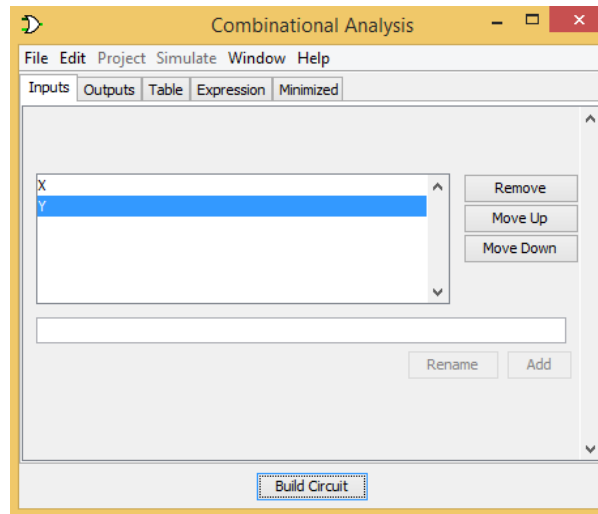 Combinational Analysis
File Edit Project Simulate Window Help
Inputs Outputs Table Expression Minimized
X
Y
Remove
Move Up
Move Down
Rename Add
Build Circuit